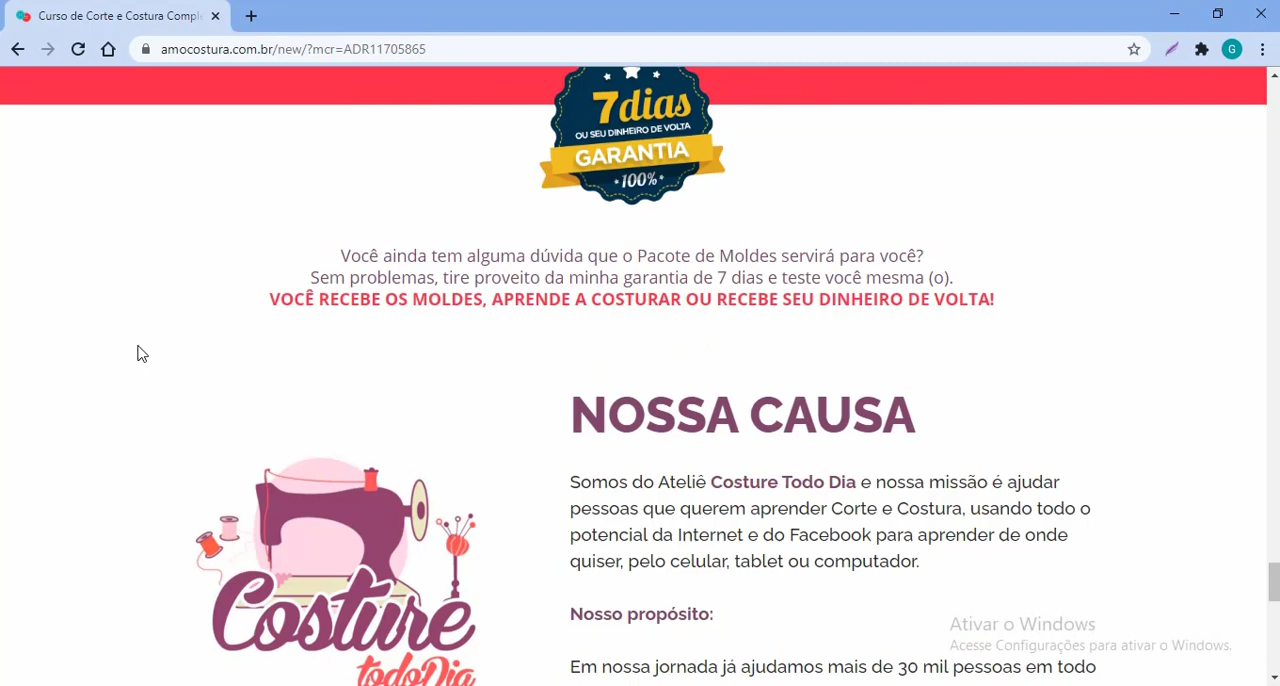 Curso de Corte e Costura Comple
amocostura.com.br/new/?mcr=ADR11705865
G
7dias
OU SEU DINHEIRO DE VOLTA
GARANTIA
100%
Você ainda tem alguma dúvida que o Pacote de Moldes servirá para você?
Sem problemas, tire proveito da minha garantia de 7 dias e teste você mesma (o).
VOCÊ RECEBE OS MOLDES, APRENDE A COSTURAR OU RECEBE SEU DINHEIRO DE VOLTA!
NOSSA CAUSA
Somos do Ateliê Costure Todo Dia e nossa missão é ajudar
pessoas que querem aprender Corte e Costura, usando todo o
potencial da Internet e do Facebook para aprender de onde
quiser, pelo celular, tablet ou computador.
Nosso propósito:
Em nossa jornada já ajudamos mais de 30 mil pessoas em todo
Costure
todoDia
Ativar o Windows
Acesse Configurações para ativar o Windows.